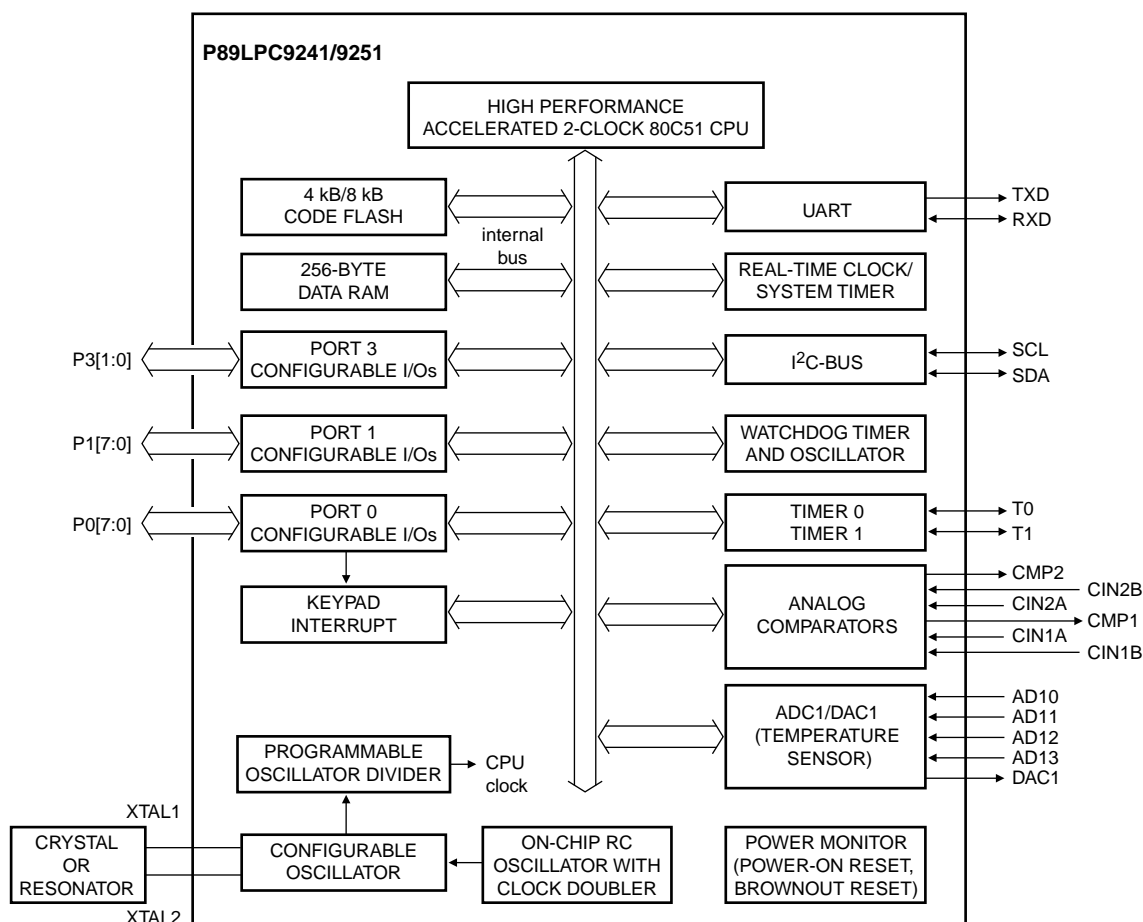 P89LPC9241/9251
HIGH PERFORMANCE
ACCELERATED 2-CLOCK 80C51 CPU
4 kB/8 kB
CODE FLASH
internal
bus
UART
TXD
RXD
256-BYTE
DATA RAM
REAL-TIME CLOCK/
SYSTEM TIMER
P3[1:0]
PORT 3
CONFIGURABLE I/Os
I²C-BUS
SCL
SDA
P1[7:0]
PORT 1
CONFIGURABLE I/Os
WATCHDOG TIMER
AND OSCILLATOR
P0[7:0]
PORT 0
CONFIGURABLE I/Os
TIMER 0
TIMER 1
T0
T1
KEYPAD
INTERRUPT
ANALOG
COMPARATORS
CMP2
CIN2B
CIN2A
CMP1
CIN1A
CIN1B
ADC1/DAC1
(TEMPERATURE
SENSOR)
AD10
AD11
AD12
AD13
DAC1
PROGRAMMABLE
OSCILLATOR DIVIDER
CPU
clock
XTAL1
CRYSTAL
OR
RESONATOR
XTAL2
CONFIGURABLE
OSCILLATOR
ON-CHIP RC
OSCILLATOR WITH
CLOCK DOUBLER
POWER MONITOR
(POWER-ON RESET,
BROWNOUT RESET)